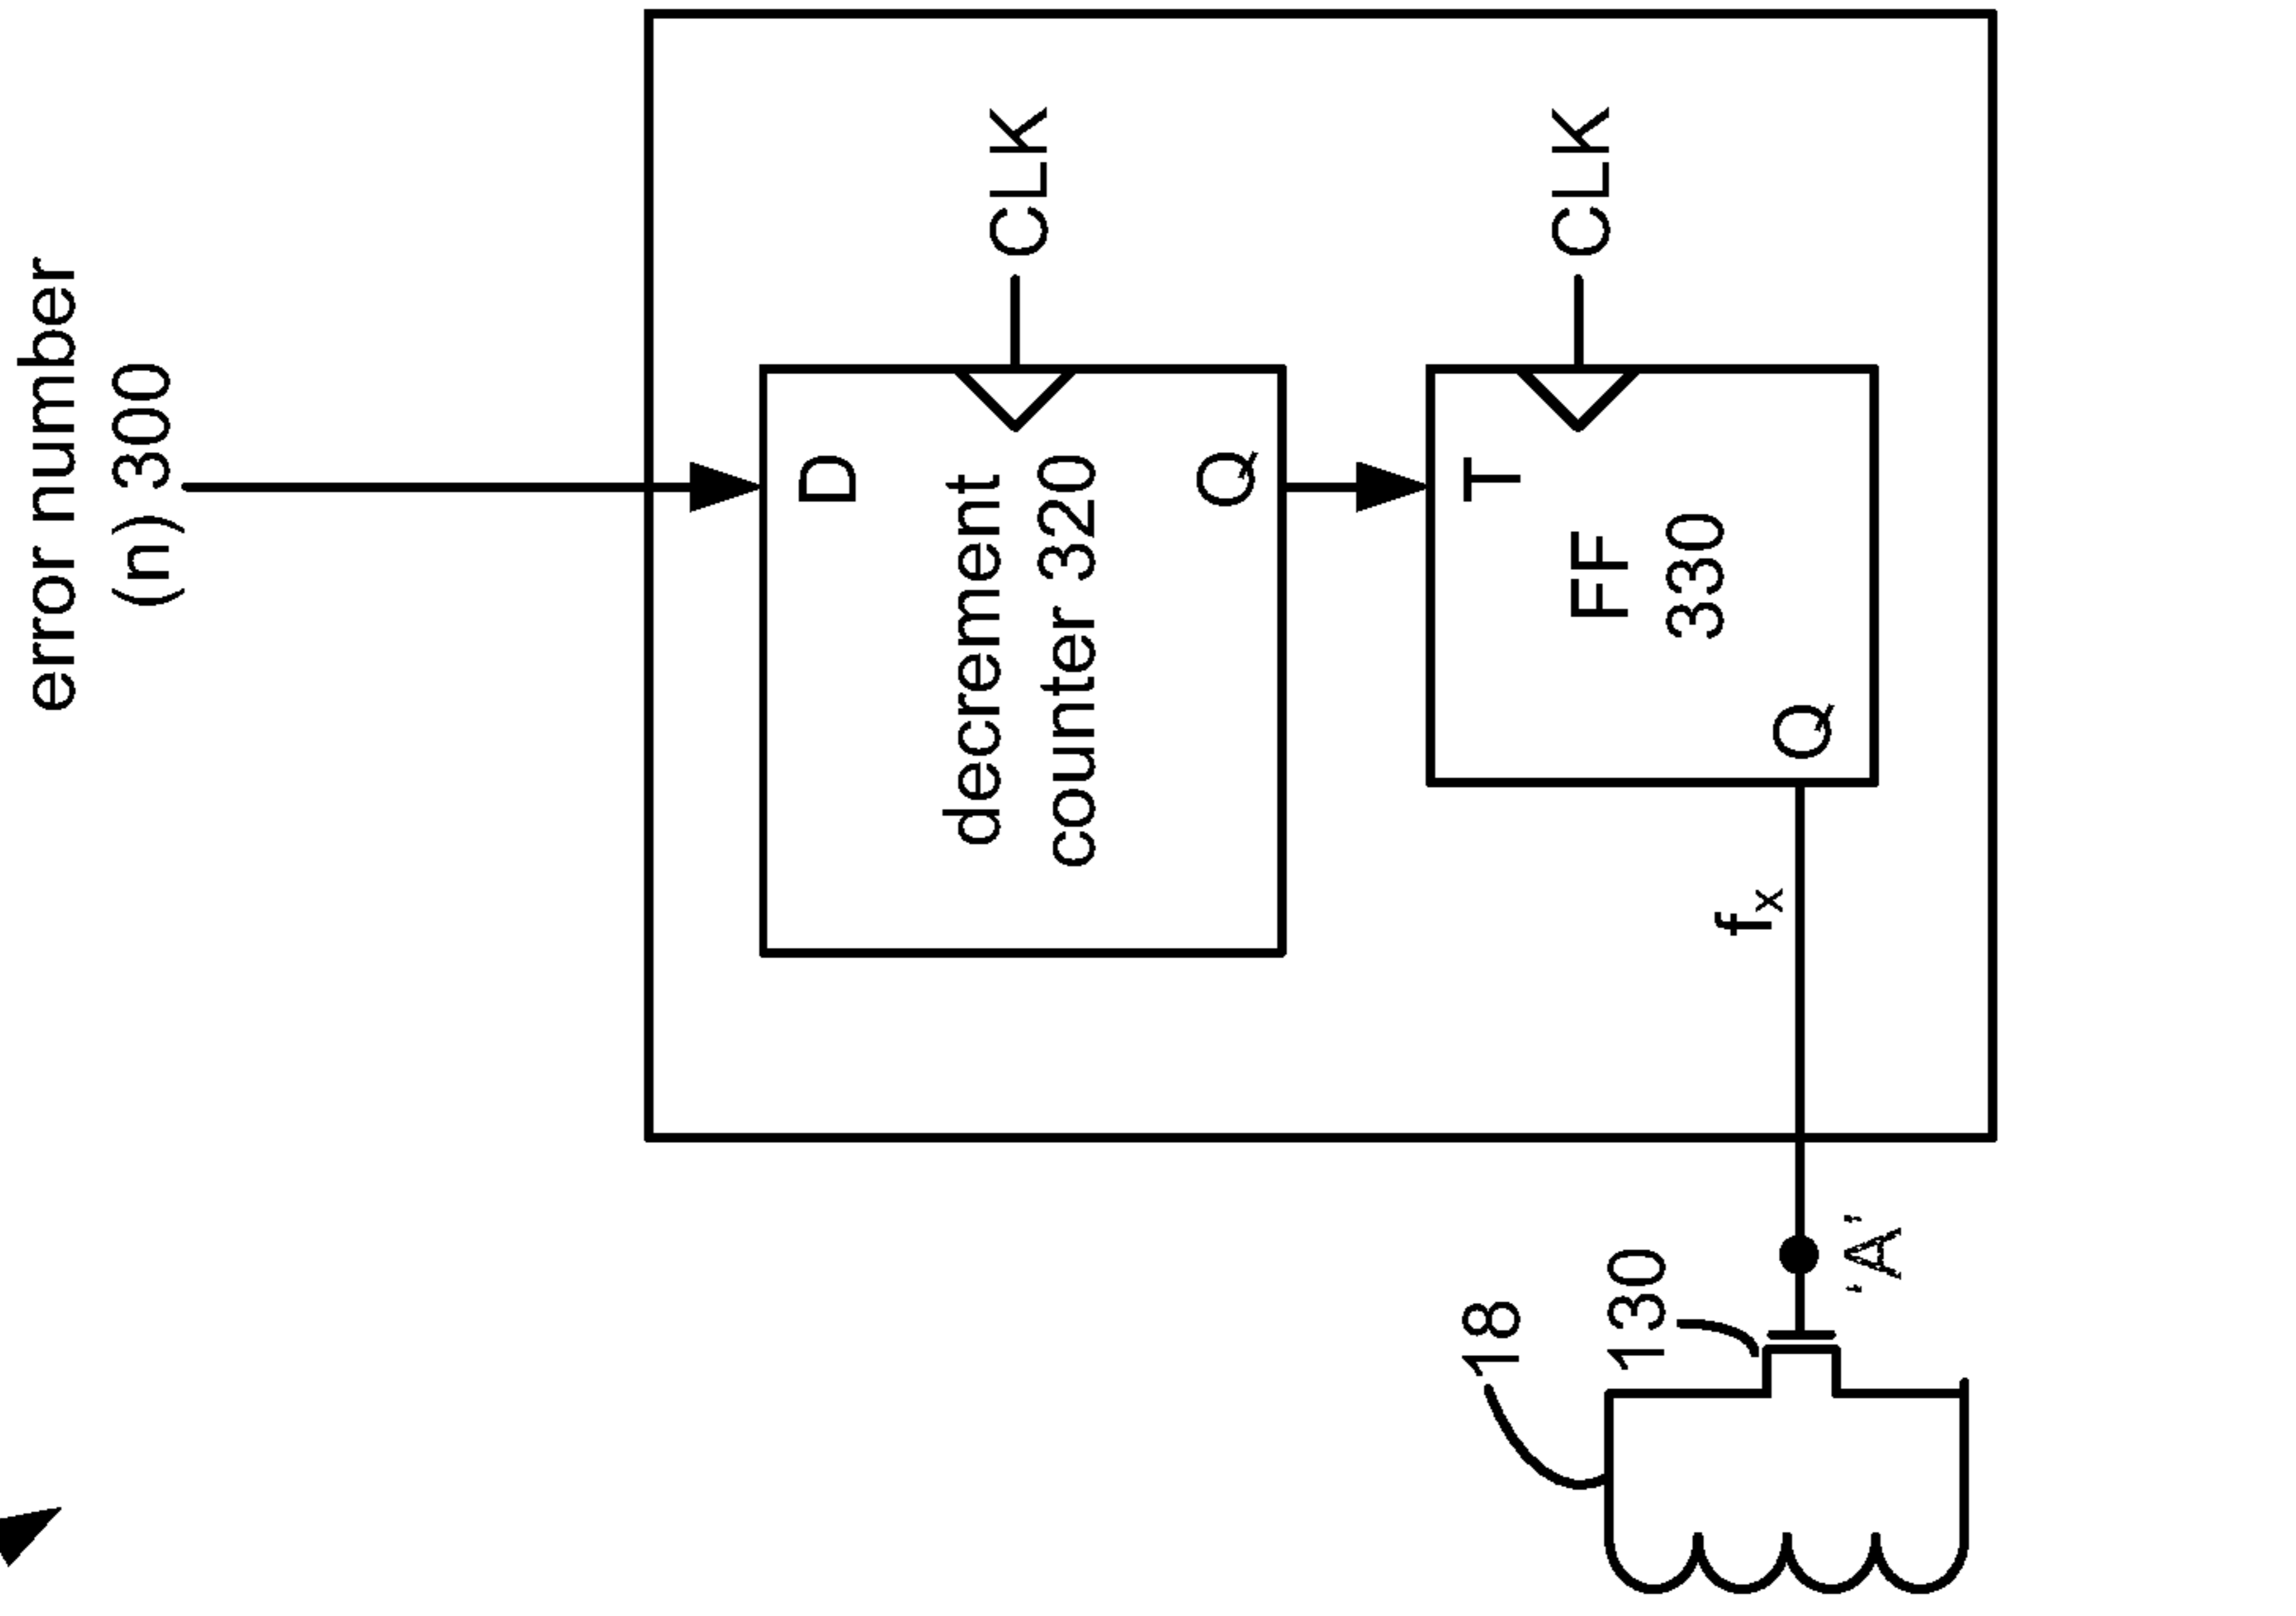 error number
(n) 300
D
CLK
decrement
counter 320
Q
T
CLK
FF
330
Q
fx
18
130
'A'